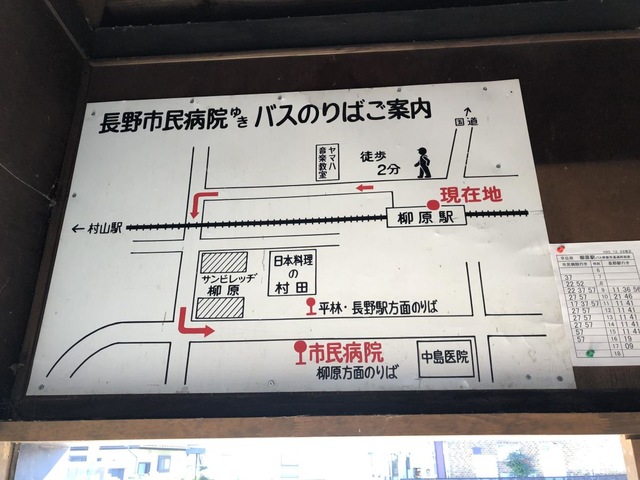 長野市民病院ゆき バスのりばご案内
国道
ヤマハ
音楽教室
徒歩
2分
現在地
柳原駅
←村山駅
サンビレッヂ
柳原
日本料理
の
村田
平林・長野駅方面のりば
市民病院
柳原方面のりば
中島医院